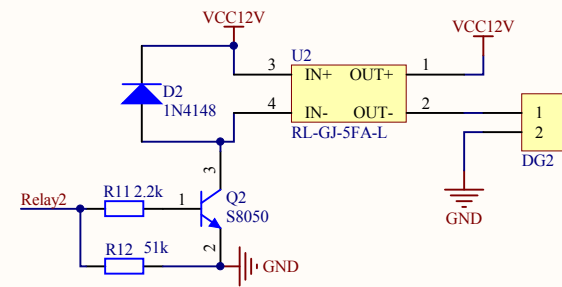 VCC12V
VCC12V
U2
3 IN+ OUT+ 1
4 IN- OUT- 2
RL-GJ-5FA-L
D2
1N4148
1
2
DG2
GND
3
Relay2
R11 2.2k
1
Q2
S8050
2
R12 51k
GND